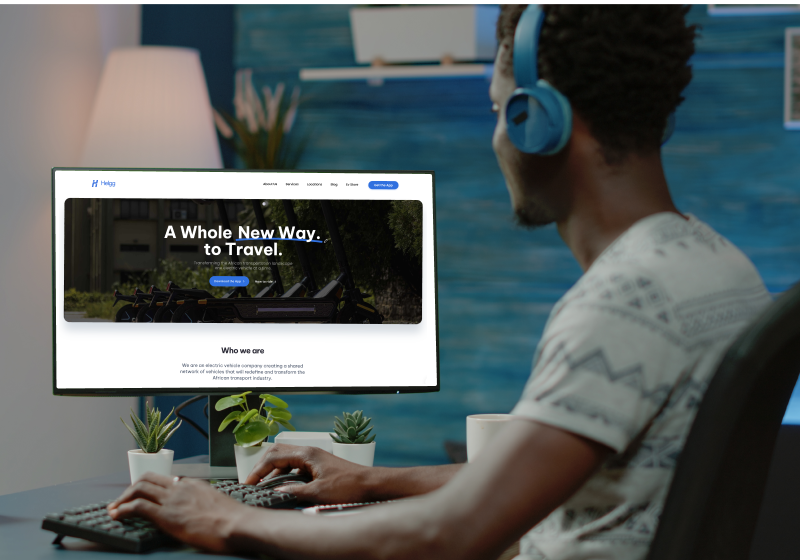 Helgg
About Us Services Locations Blog Ev Store Get the App
A Whole New Way.
to Travel.
Download the App
Who we are
We are an electric vehicle company creating a shared
network of vehicles that will redefine and transform the
African transport industry.